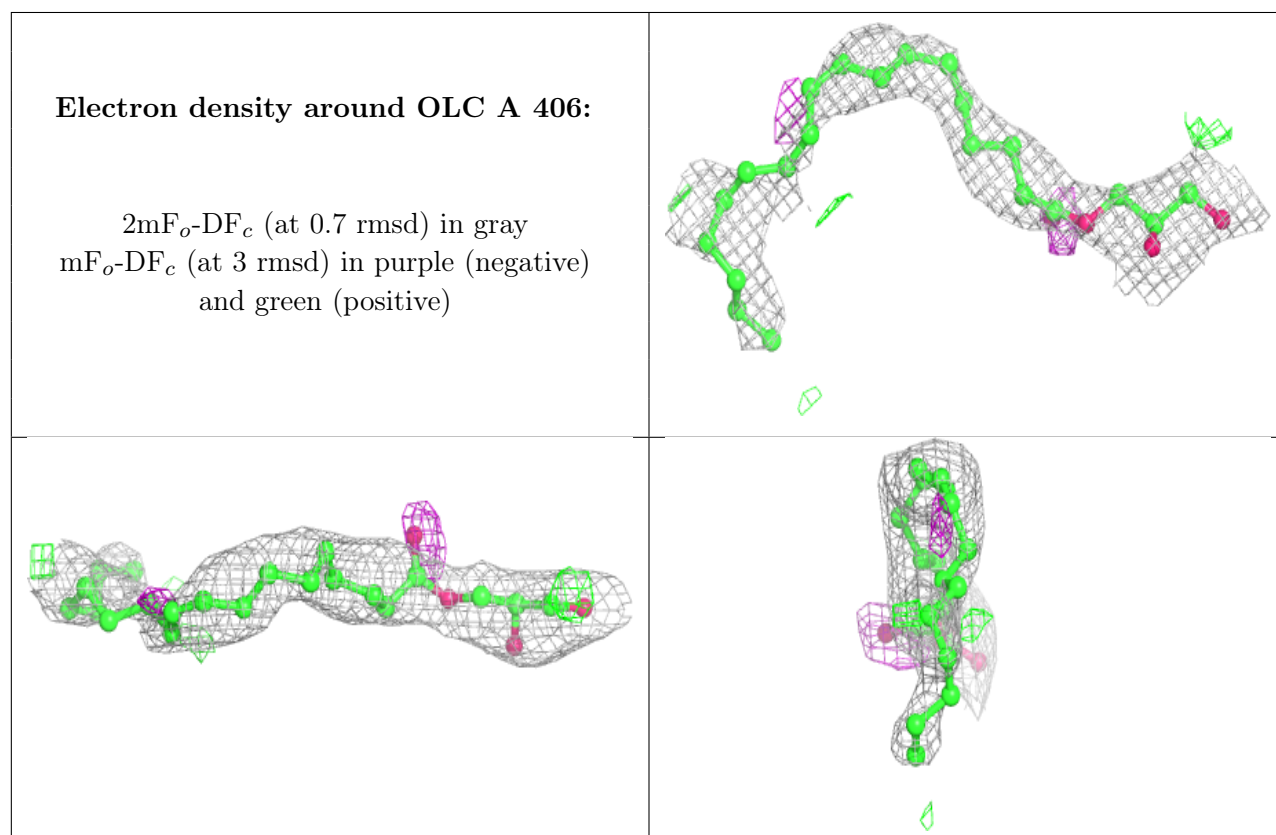 Electron density around OLC A 406:
2mFₒ-DF𝒸 (at 0.7 rmsd) in gray
mFₒ-DF𝒸 (at 3 rmsd) in purple (negative)
and green (positive)